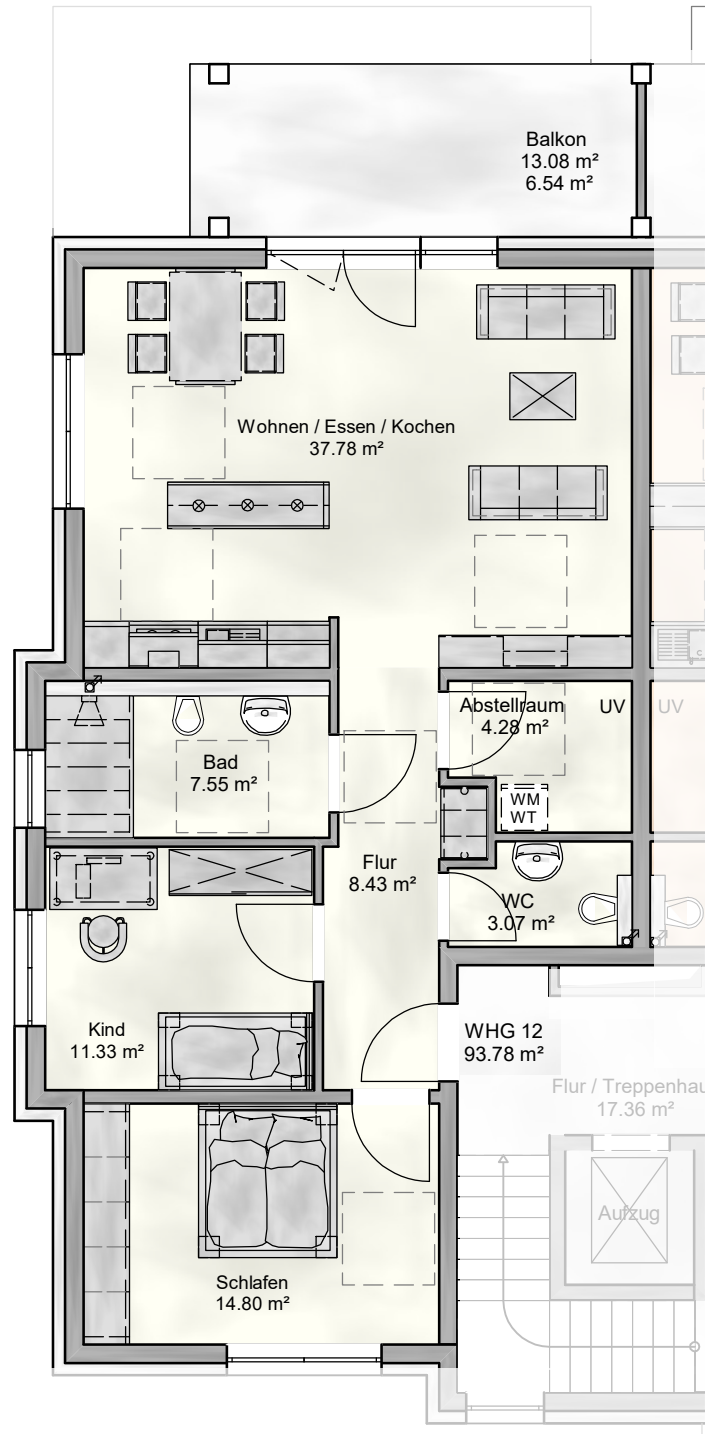 Balkon
13.08 m²
6.54 m²
Wohnen / Essen / Kochen
37.78 m²
Abstellraum
4.28 m²
UV
UV
Bad
7.55 m²
WM
WT
Flur
8.43 m²
WC
3.07 m²
Kind
11.33 m²
WHG 12
93.78 m²
Flur / Treppenhau
17.36 m²
Aufzug
Schlafen
14.80 m²